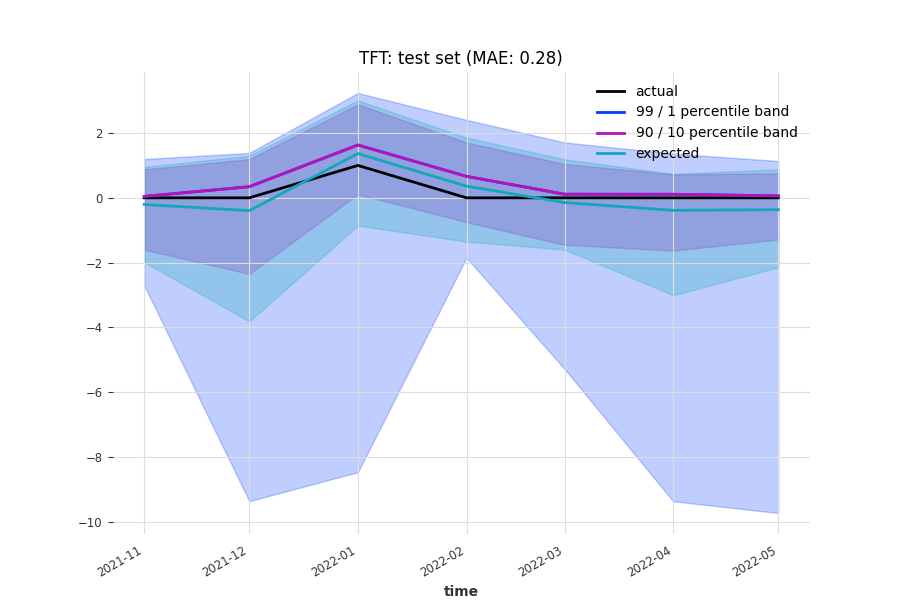 TFT: test set (MAE: 0.28)
actual
99 / 1 percentile band
90 / 10 percentile band
expected
2
0
−2
−4
−6
−8
−10
2021-11
2021-12
2022-01
2022-02
2022-03
2022-04
2022-05
time